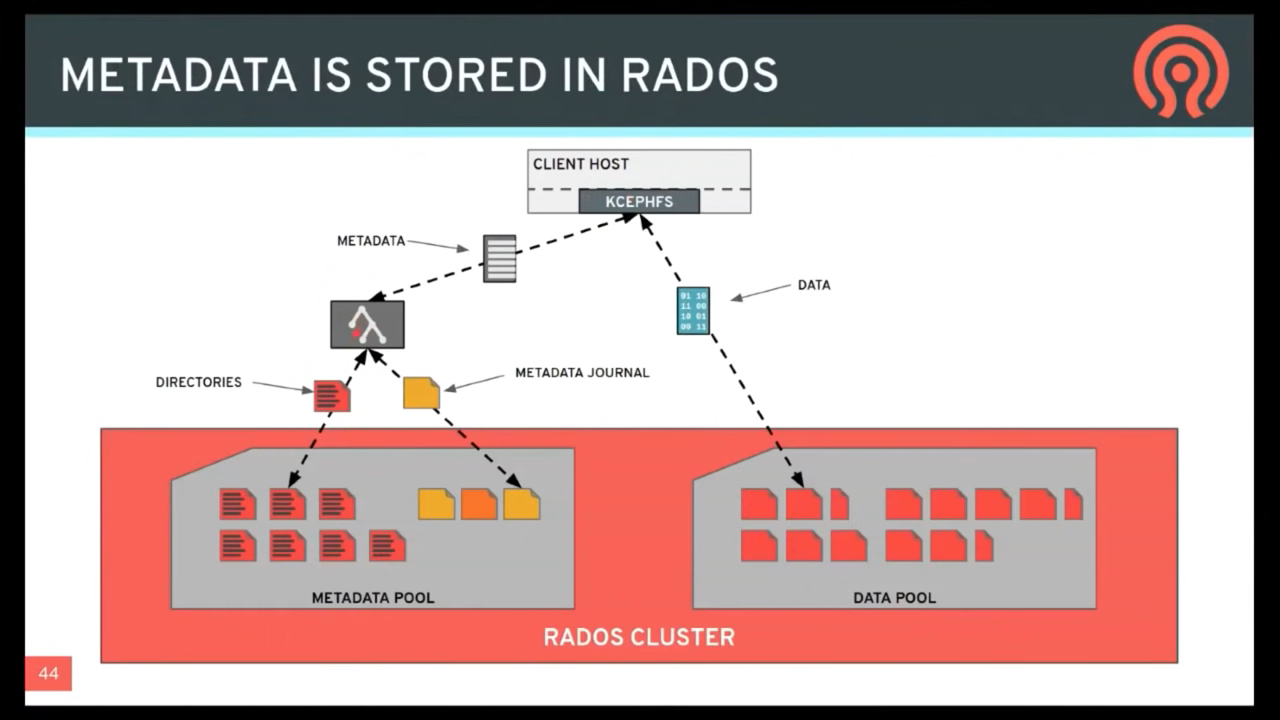 METADATA IS STORED IN RADOS
CLIENT HOST
KCEPHFS
METADATA
DATA
01 10
11 00
10 01
00 11
DIRECTORIES
METADATA JOURNAL
METADATA POOL
DATA POOL
RADOS CLUSTER
44